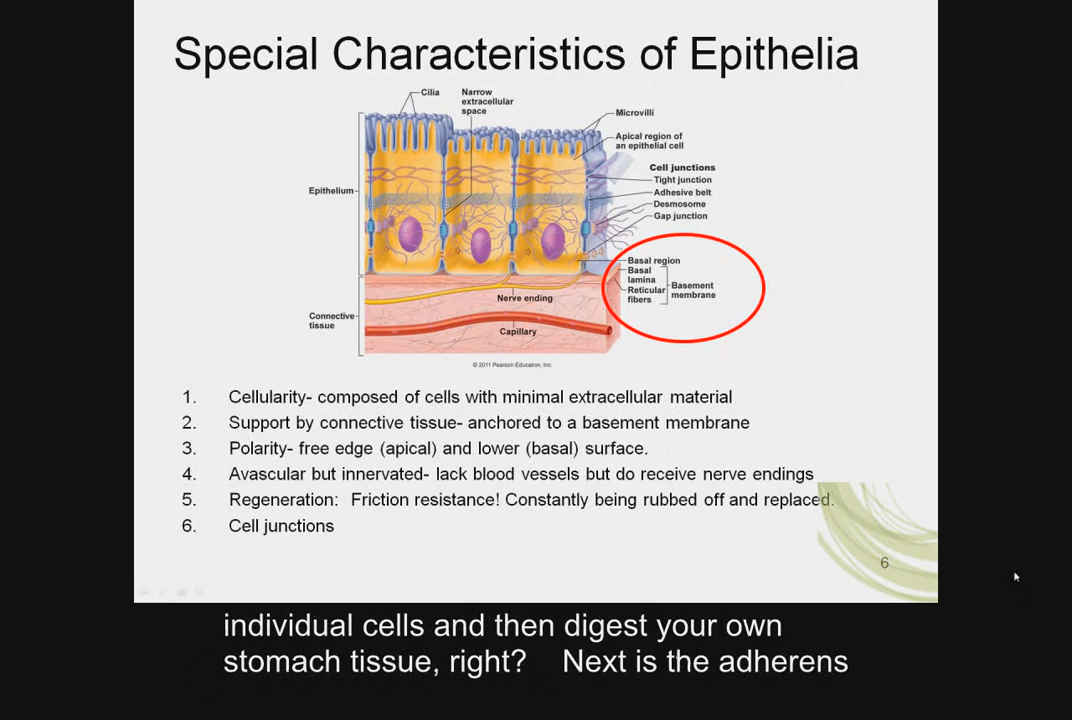 Special Characteristics of Epithelia
Cilia
Narrow
extracellular
space
Microvilli
Apical region of
an epithelial cell
Cell junctions
Tight junction
Adhesive belt
Desmosome
Gap junction
Epithelium
Basal region
Basal
lamina
Reticular
fibers
Basement
membrane
Nerve ending
Connective
tissue
Capillary
© 2011 Pearson Education, Inc.
1. Cellularity- composed of cells with minimal extracellular material
2. Support by connective tissue- anchored to a basement membrane
3. Polarity- free edge (apical) and lower (basal) surface.
4. Avascular but innervated- lack blood vessels but do receive nerve endings
5. Regeneration: Friction resistance! Constantly being rubbed off and replaced.
6. Cell junctions
6
individual cells and then digest your own
stomach tissue, right? Next is the adherens